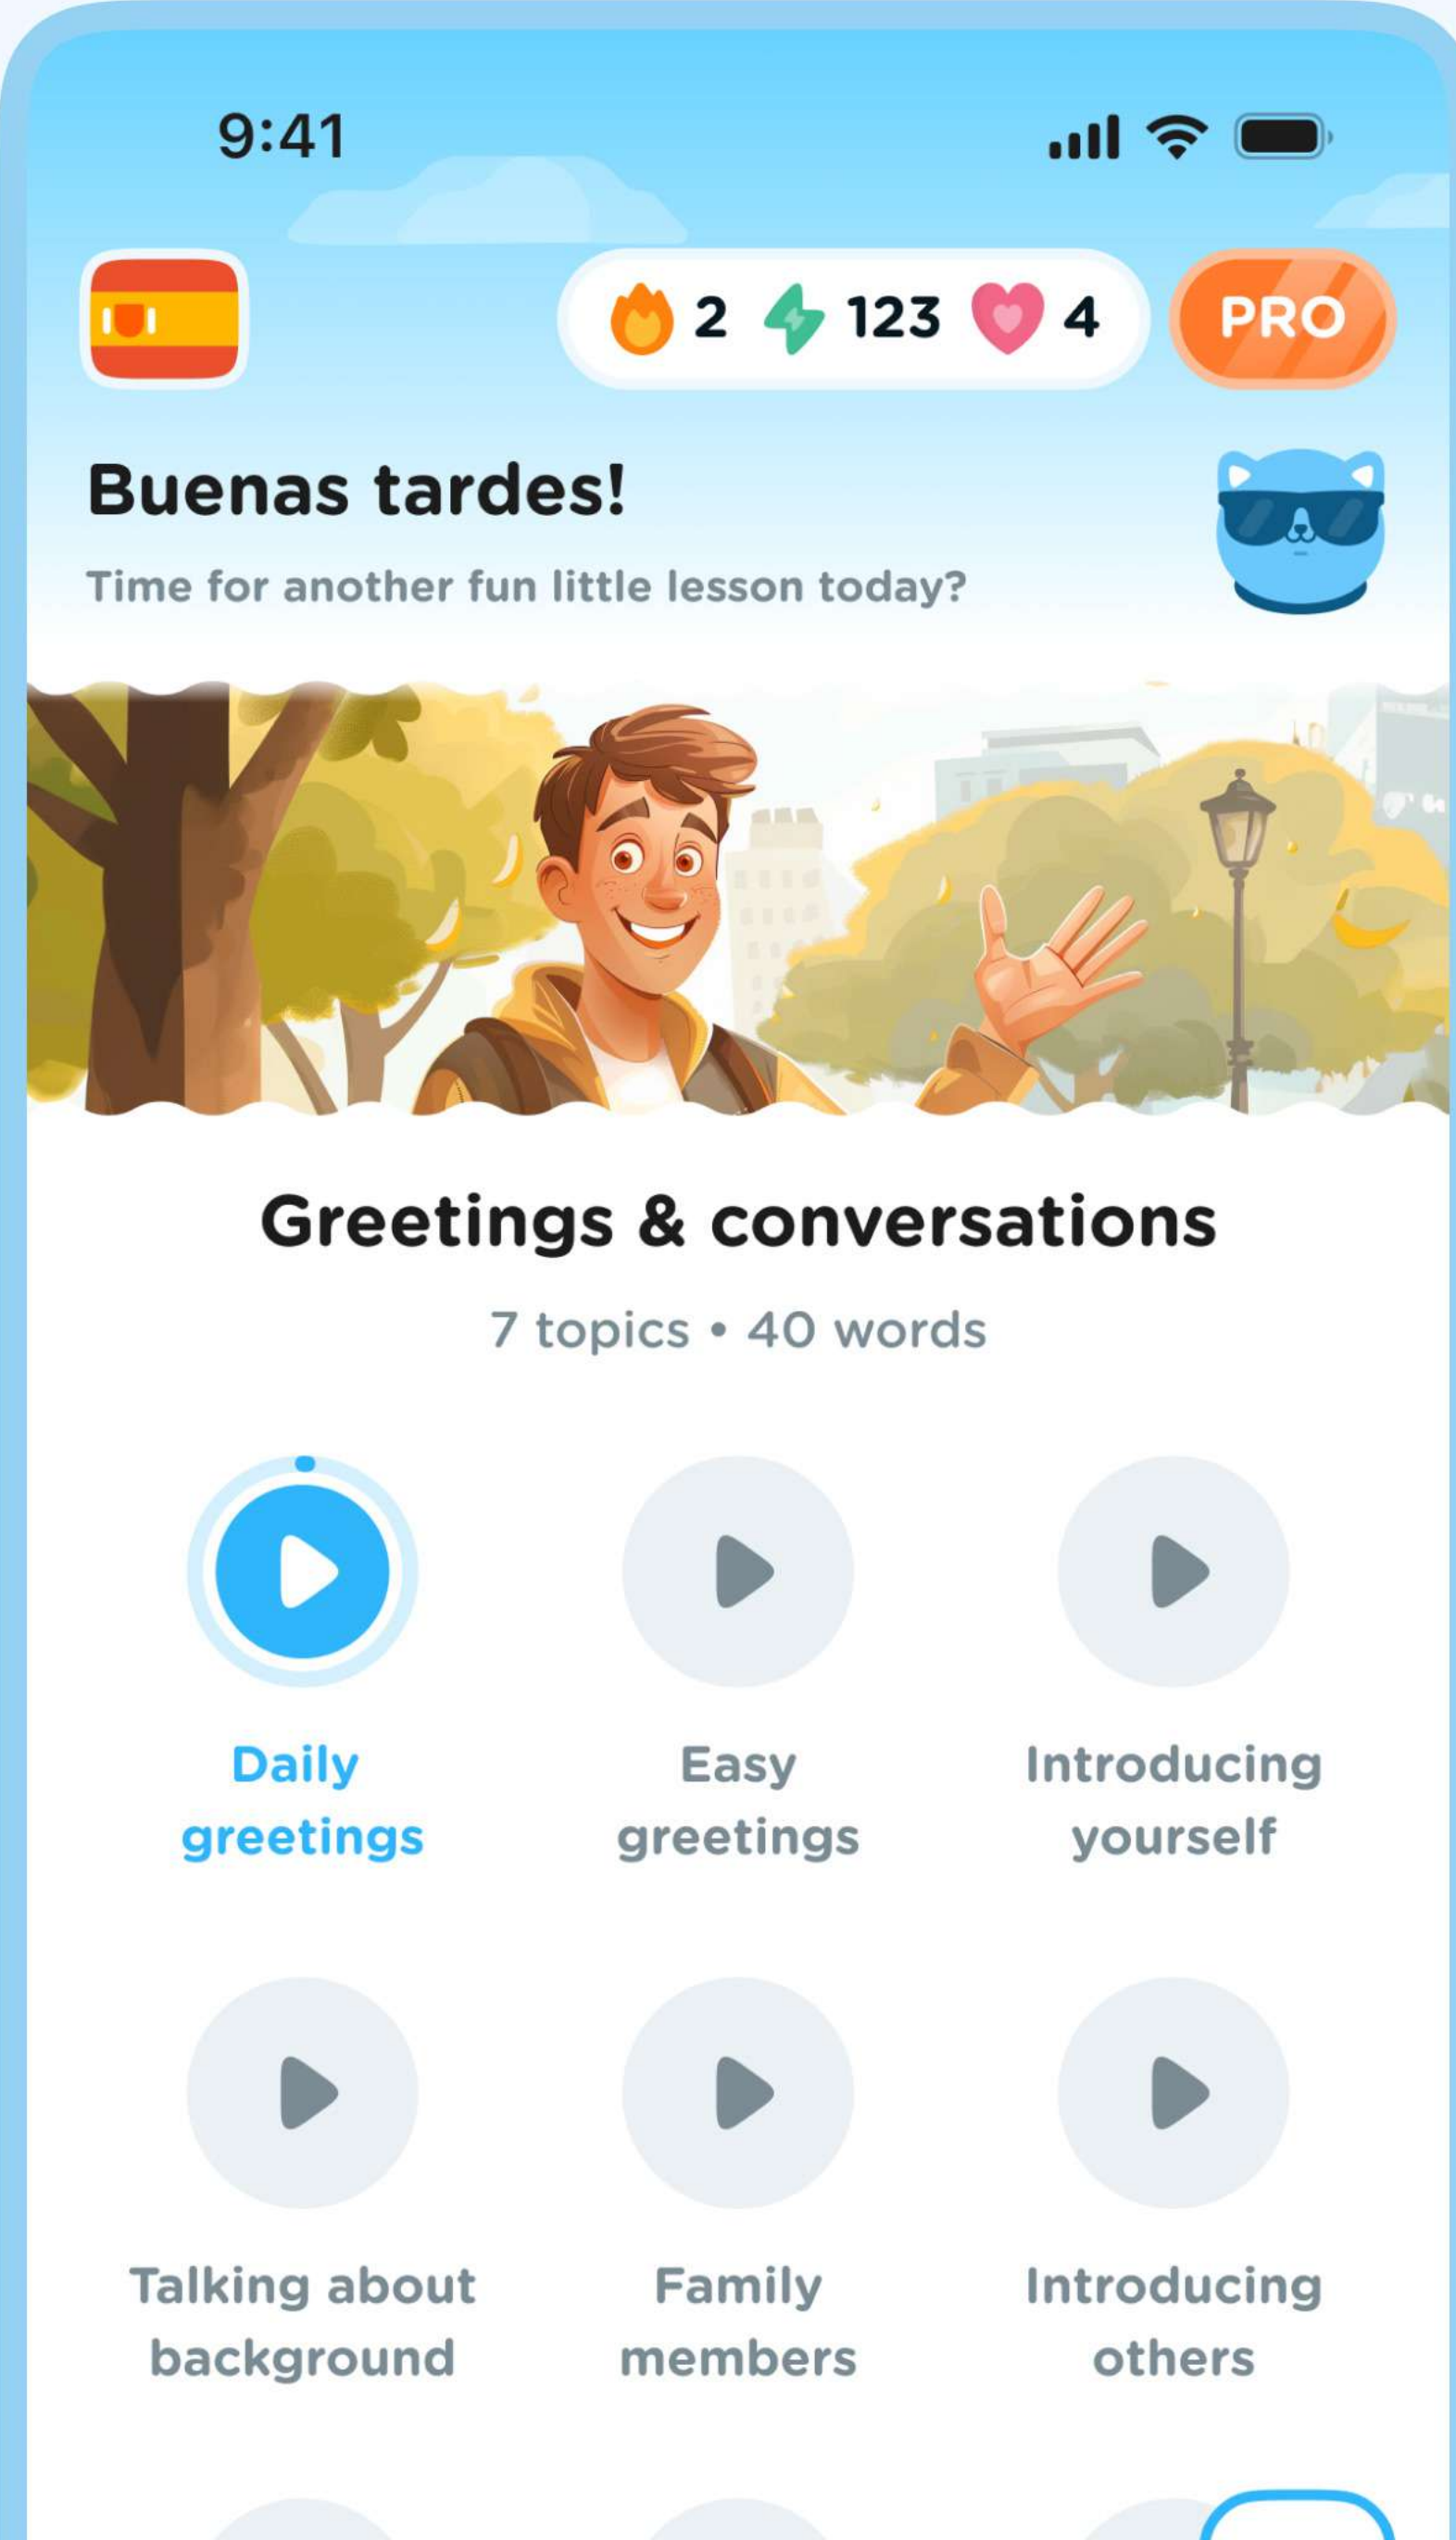 9:41
2 123 4 PRO
Buenas tardes!
Time for another fun little lesson today?
Greetings & conversations
7 topics • 40 words
Daily
greetings
Easy
greetings
Introducing
yourself
Talking about
background
Family
members
Introducing
others